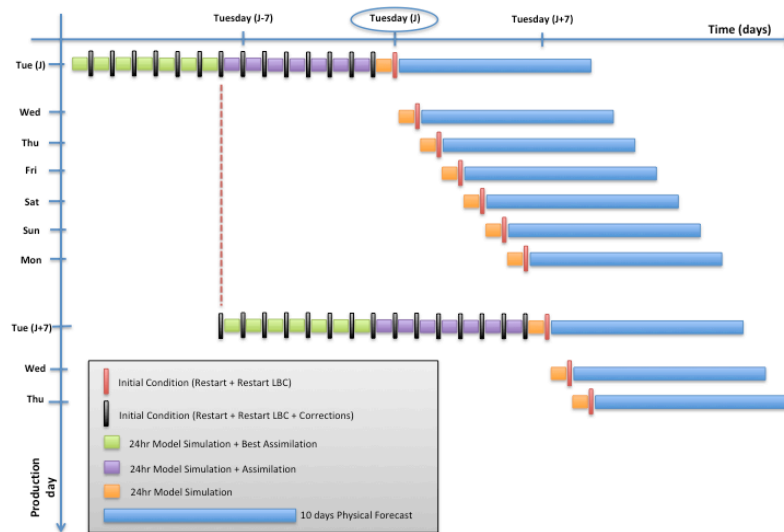 Tuesday (J-7)
Tuesday (J)
Tuesday (J+7)
Time (days)
Tue (J)
Wed
Thu
Fri
Sat
Sun
Mon
Tue (J+7)
Wed
Thu
Production
day
Initial Condition (Restart + Restart LBC)
Initial Condition (Restart + Restart LBC + Corrections)
24hr Model Simulation + Best Assimilation
24hr Model Simulation + Assimilation
24hr Model Simulation
10 days Physical Forecast